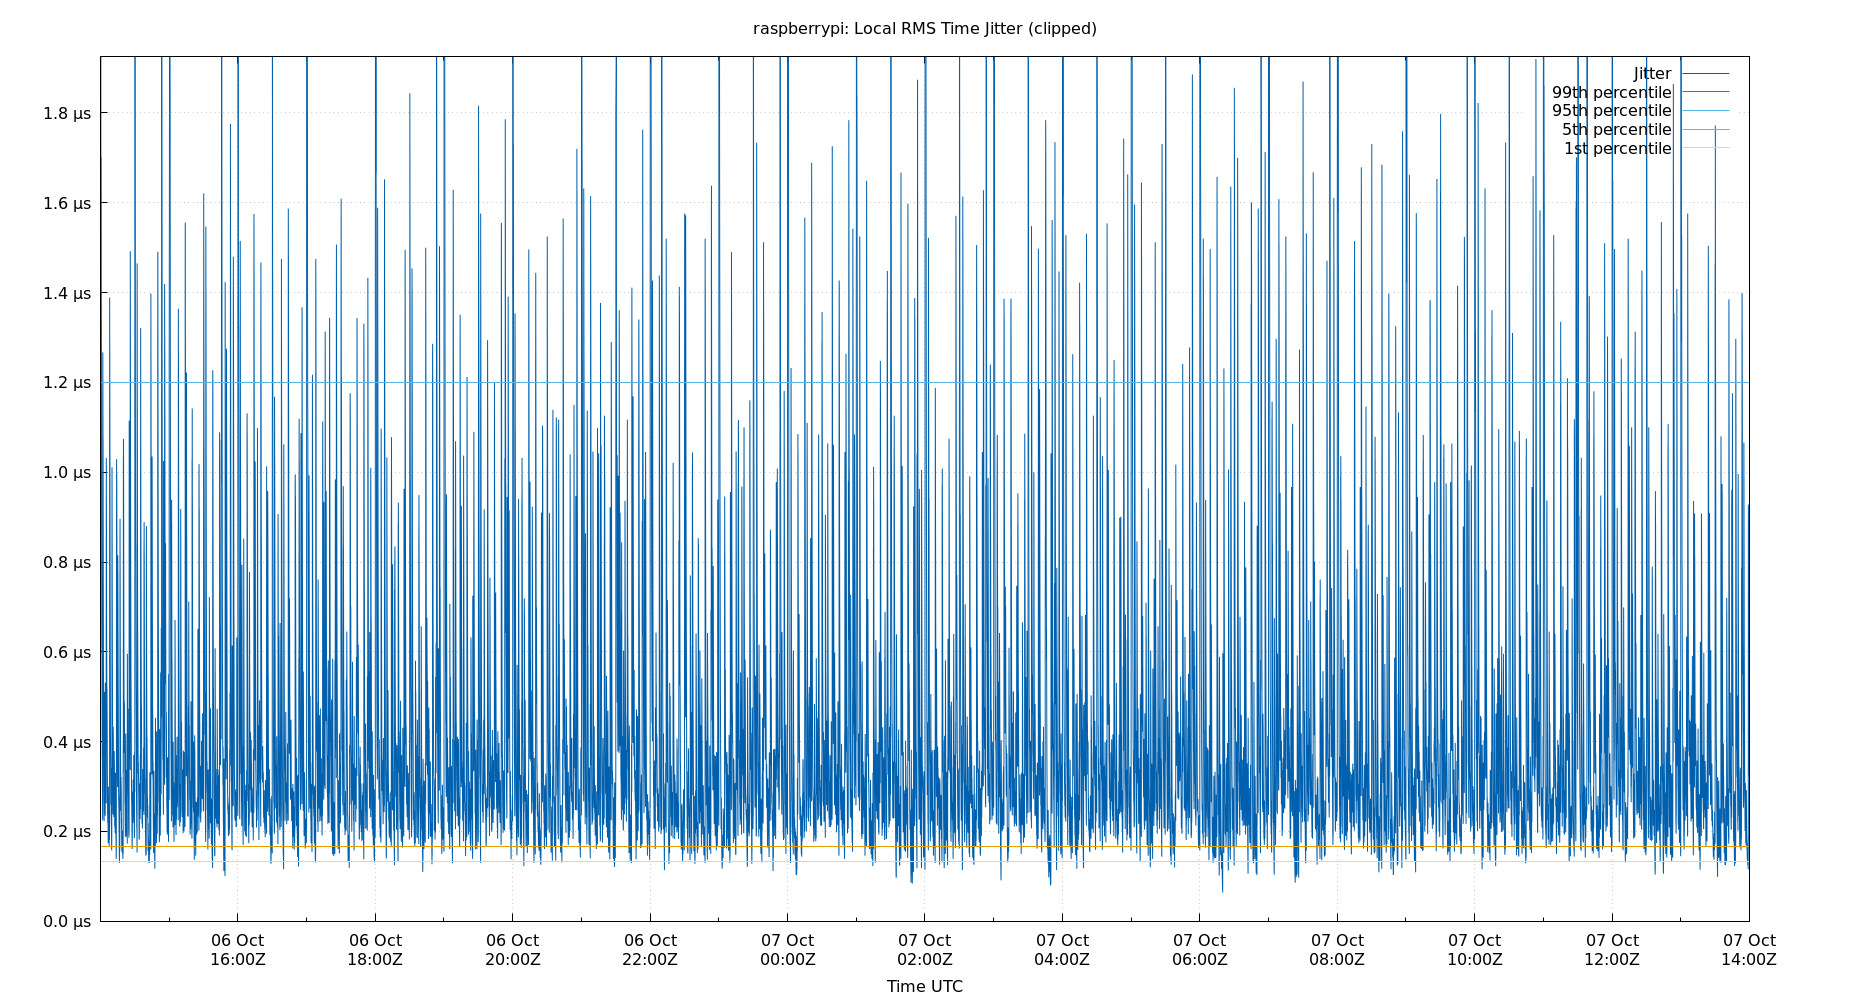 raspberrypi: Local RMS Time Jitter (clipped)
Jitter
99th percentile
95th percentile
5th percentile
1st percentile
1.8 µs
1.6 µs
1.4 µs
1.2 µs
1.0 µs
0.8 µs
0.6 µs
0.4 µs
0.2 µs
0.0 µs
06 Oct 06 Oct 06 Oct 06 Oct 07 Oct 07 Oct 07 Oct 07 Oct 07 Oct 07 Oct 07 Oct 07 Oct
16:00Z 18:00Z 20:00Z 22:00Z 00:00Z 02:00Z 04:00Z 06:00Z 08:00Z 10:00Z 12:00Z 14:00Z
Time UTC